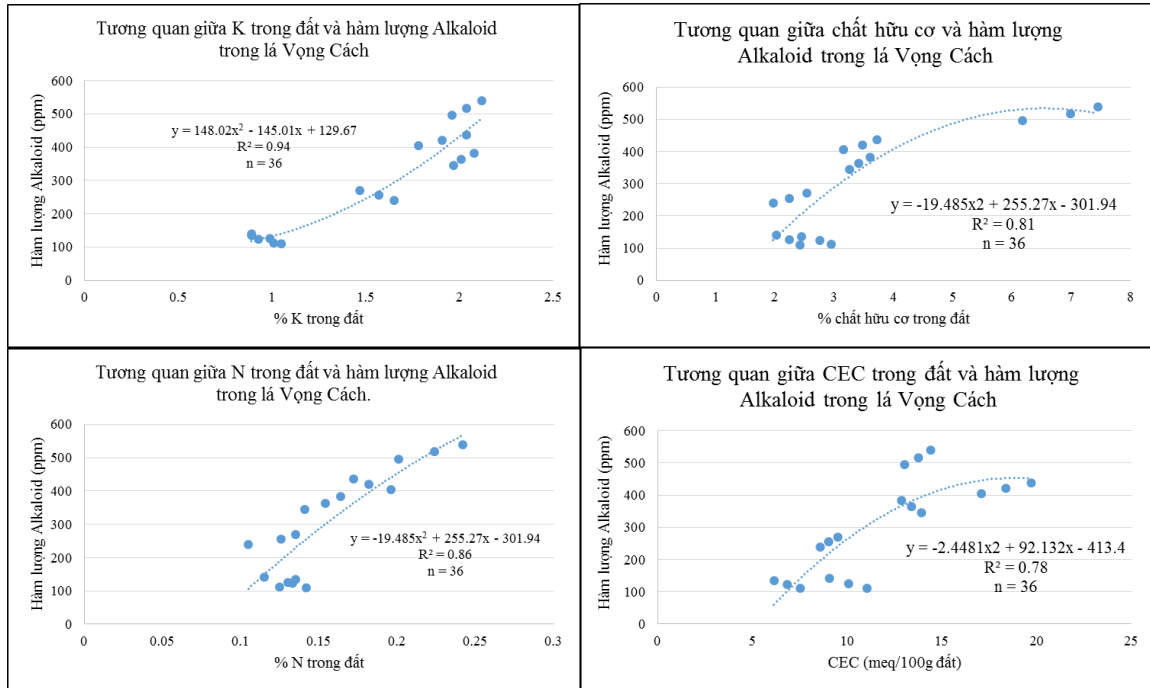 Tương quan giữa K trong đất và hàm lượng Alkaloid
trong lá Vọng Cách
Hàm lượng Alkaloid (ppm)
600
500
400
300
200
100
0
y = 148.02x² - 145.01x + 129.67
R² = 0.94
n = 36
0 0.5 1 1.5 2 2.5
% K trong đất
Tương quan giữa chất hữu cơ và hàm lượng
Alkaloid trong lá Vọng Cách
Hàm lượng Alkaloid (ppm)
600
500
400
300
200
100
0
y = -19.485x2 + 255.27x - 301.94
R² = 0.81
n = 36
0 1 2 3 4 5 6 7 8
% chất hữu cơ trong đất
Tương quan giữa N trong đất và hàm lượng Alkaloid
trong lá Vọng Cách.
Hàm lượng Alkaloid (ppm)
600
500
400
300
200
100
0
y = -19.485x² + 255.27x - 301.94
R² = 0.86
n = 36
0 0.05 0.1 0.15 0.2 0.25 0.3
% N trong đất
Tương quan giữa CEC trong đất và hàm lượng
Alkaloid trong lá Vọng Cách
Hàm lượng Alkaloid (ppm)
600
500
400
300
200
100
0
y = -2.4481x2 + 92.132x - 413.4
R² = 0.78
n = 36
0 5 10 15 20 25
CEC (meq/100g đất)